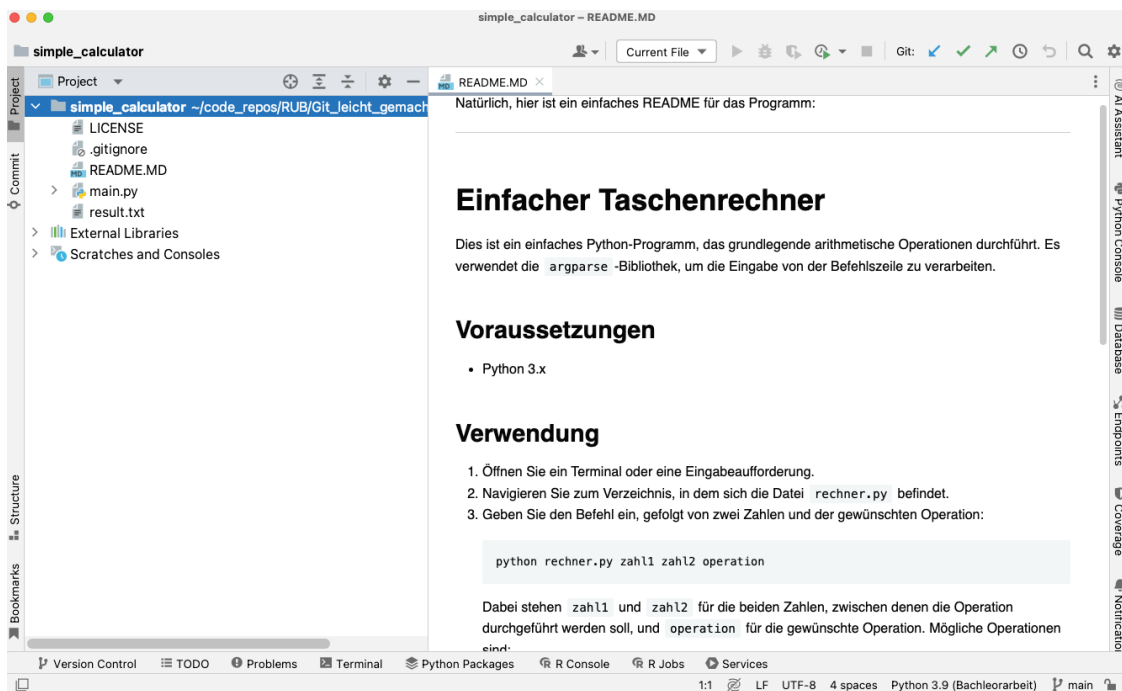 simple_calculator – README.MD
simple_calculator
Current File
Git:
Project
README.MD
Project
Commit
Structure
Bookmarks
simple_calculator ~/code_repos/RUB/Git_leicht_gemach
LICENSE
.gitignore
README.MD
main.py
result.txt
External Libraries
Scratches and Consoles
Natürlich, hier ist ein einfaches README für das Programm:
Einfacher Taschenrechner
Dies ist ein einfaches Python-Programm, das grundlegende arithmetische Operationen durchführt. Es
verwendet die argparse -Bibliothek, um die Eingabe von der Befehlszeile zu verarbeiten.
Voraussetzungen
• Python 3.x
Verwendung
1. Öffnen Sie ein Terminal oder eine Eingabeaufforderung.
2. Navigieren Sie zum Verzeichnis, in dem sich die Datei rechner.py befindet.
3. Geben Sie den Befehl ein, gefolgt von zwei Zahlen und der gewünschten Operation:
python rechner.py zahl1 zahl2 operation
Dabei stehen zahl1 und zahl2 für die beiden Zahlen, zwischen denen die Operation
durchgeführt werden soll, und operation für die gewünschte Operation. Mögliche Operationen
sind:
AI Assistant
Python Console
Database
Endpoints
Coverage
Notificatio
Version Control
TODO
Problems
Terminal
Python Packages
R Console
R Jobs
Services
1:1 LF UTF-8 4 spaces Python 3.9 (Bachleorarbeit) main